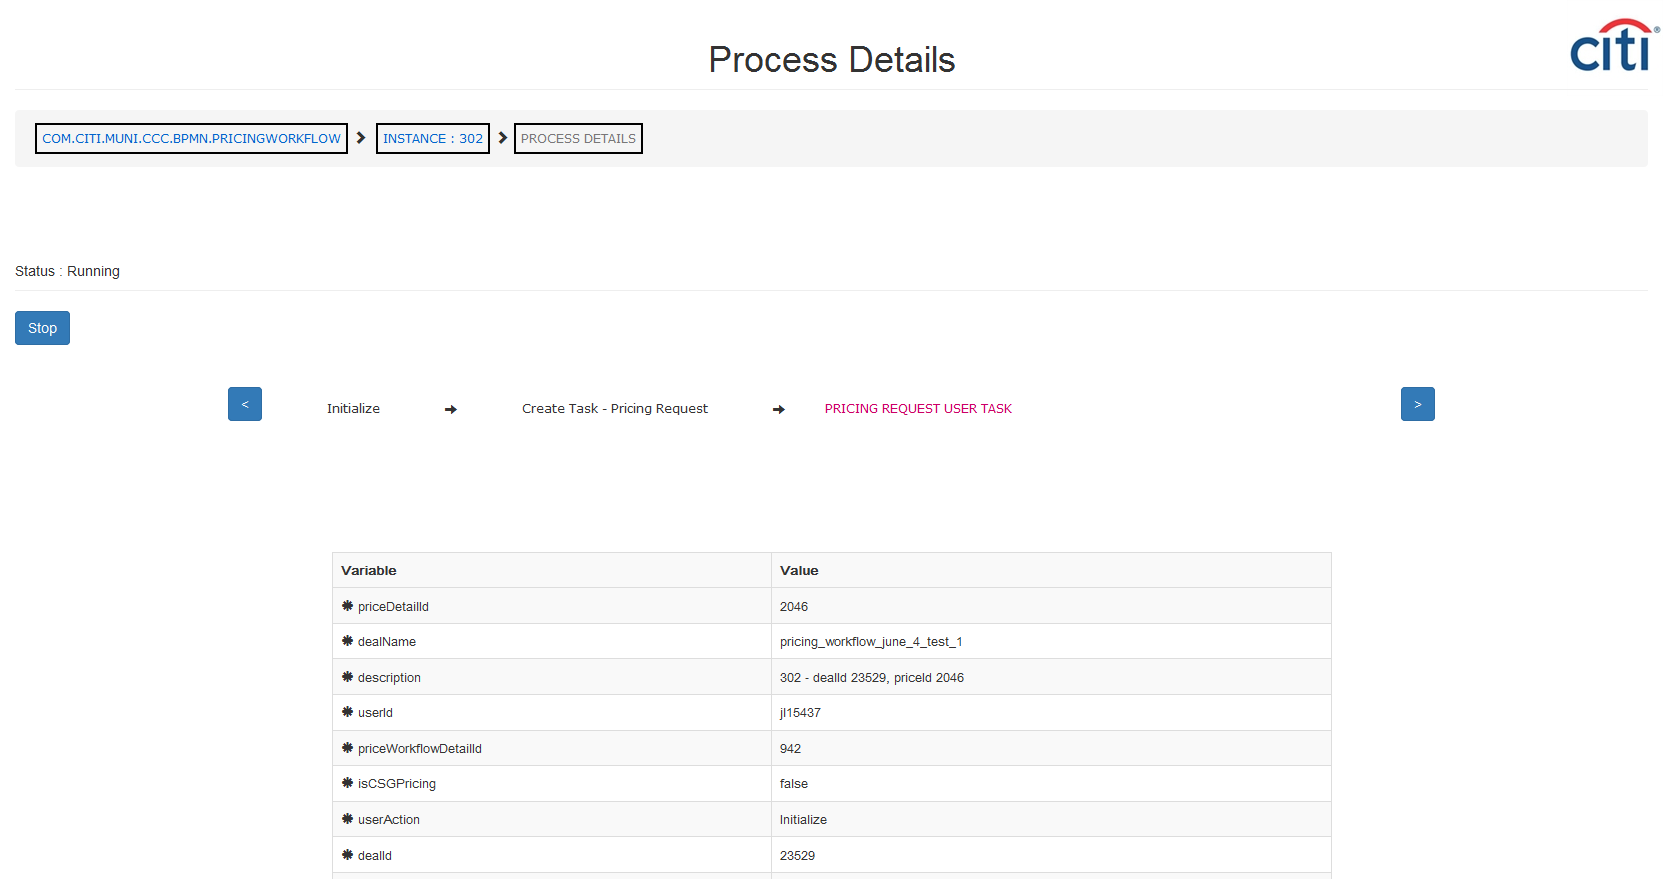 citi®
Process Details
COM.CITI.MUNI.CCC.BPMN.PRICINGWORKFLOW INSTANCE : 302 PROCESS DETAILS
Status : Running
Stop
< Initialize Create Task - Pricing Request PRICING REQUEST USER TASK >
Variable Value
priceDetailId 2046
dealName pricing_workflow_june_4_test_1
description 302 - dealId 23529, priceId 2046
userId jl15437
priceWorkflowDetailId 942
isCSGPricing false
userAction Initialize
dealId 23529